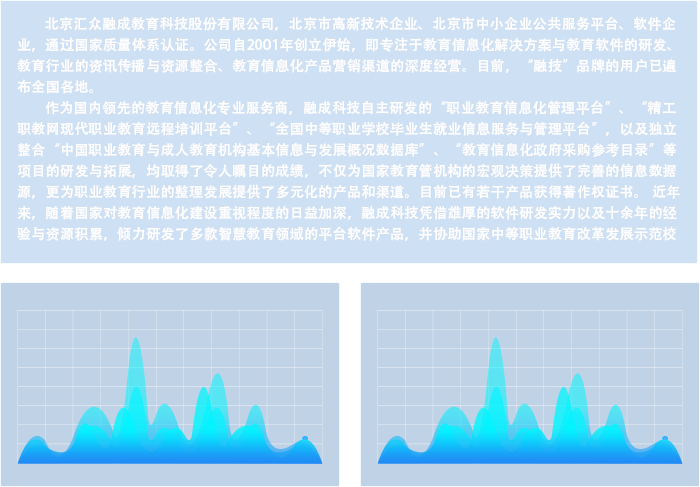 北京汇众融成教育科技股份有限公司，北京市高新技术企业、北京市中小企业公共服务平台、软件企
业，通过国家质量体系认证。公司自2001年创立伊始，即专注于教育信息化解决方案与教育软件的研发、
教育行业的资讯传播与资源整合、教育信息化产品营销渠道的深度经营。目前，“融技”品牌的用户已遍
布全国各地。
作为国内领先的教育信息化专业服务商，融成科技自主研发的“职业教育信息化管理平台”、“精工
职教网现代职业教育远程培训平台”、“全国中等职业学校毕业生就业信息服务与管理平台”，以及独立
整合“中国职业教育与成人教育机构基本信息与发展概况数据库”、“教育信息化政府采购参考目录”等
项目的研发与拓展，均取得了令人瞩目的成绩，不仅为国家教育管机构的宏观决策提供了完善的信息数据
源，更为职业教育行业的整理发展提供了多元化的产品和渠道。目前已有若干产品获得著作权证书。 近年
来，随着国家对教育信息化建设重视程度的日益加深，融成科技凭借雄厚的软件研发实力以及十余年的经
验与资源积累，倾力研发了多款智慧教育领域的平台软件产品，并协助国家中等职业教育改革发展示范校